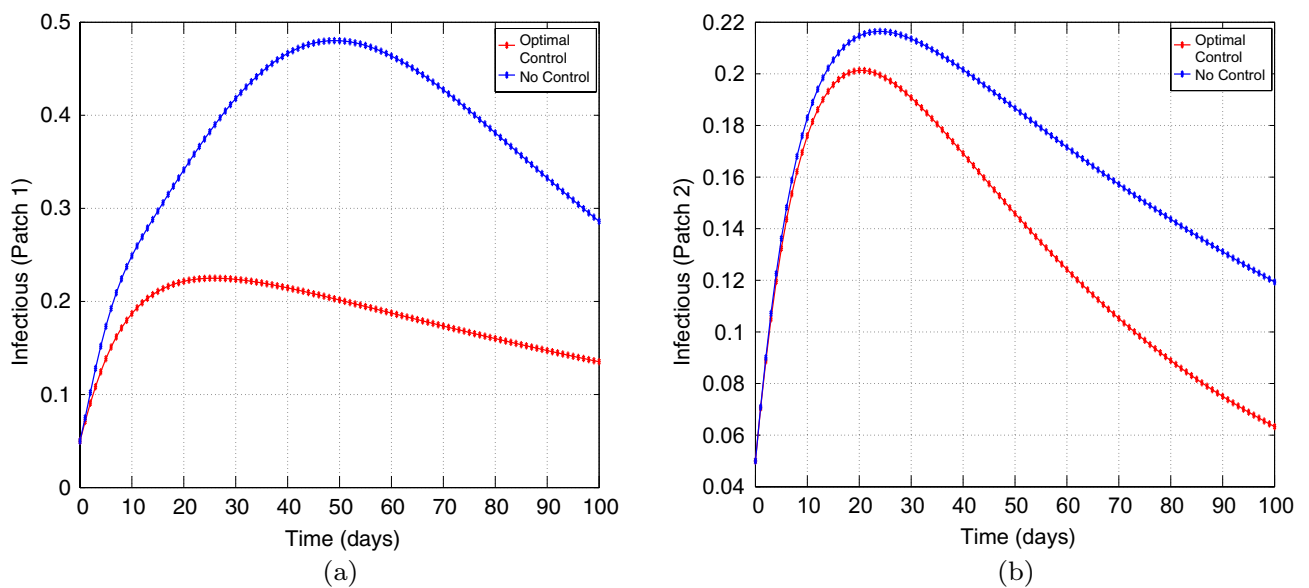 0.5
0.4
0.3
0.2
0.1
0
Infectious (Patch 1)
Optimal
Control
No Control
0 10 20 30 40 50 60 70 80 90 100
Time (days)
(a)
0.22
0.2
0.18
0.16
0.14
0.12
0.1
0.08
0.06
0.04
Infectious (Patch 2)
Optimal
Control
No Control
0 10 20 30 40 50 60 70 80 90 100
Time (days)
(b)